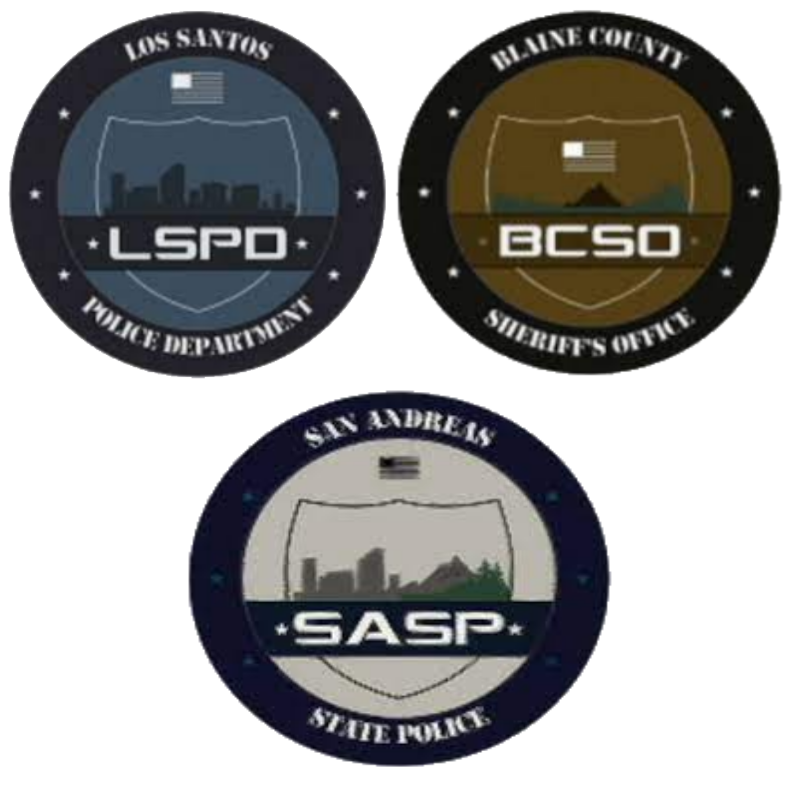 LOS SANTOS
LSPD
POLICE DEPARTMENT
BLAINE COUNTY
BCSO
SHERIFF'S OFFICE
SAN ANDREAS
SASP
STATE POLICE